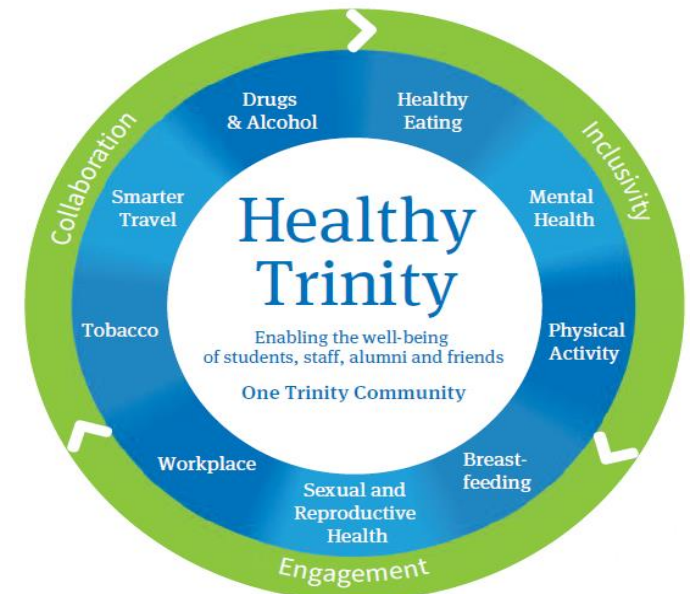 Healthy
Trinity
Enabling the well-being
of students, staff, alumni and friends
One Trinity Community
Drugs
& Alcohol
Healthy
Eating
Mental
Health
Physical
Activity
Breast-
feeding
Sexual and
Reproductive
Health
Workplace
Tobacco
Smarter
Travel
Collaboration
Inclusivity
Engagement